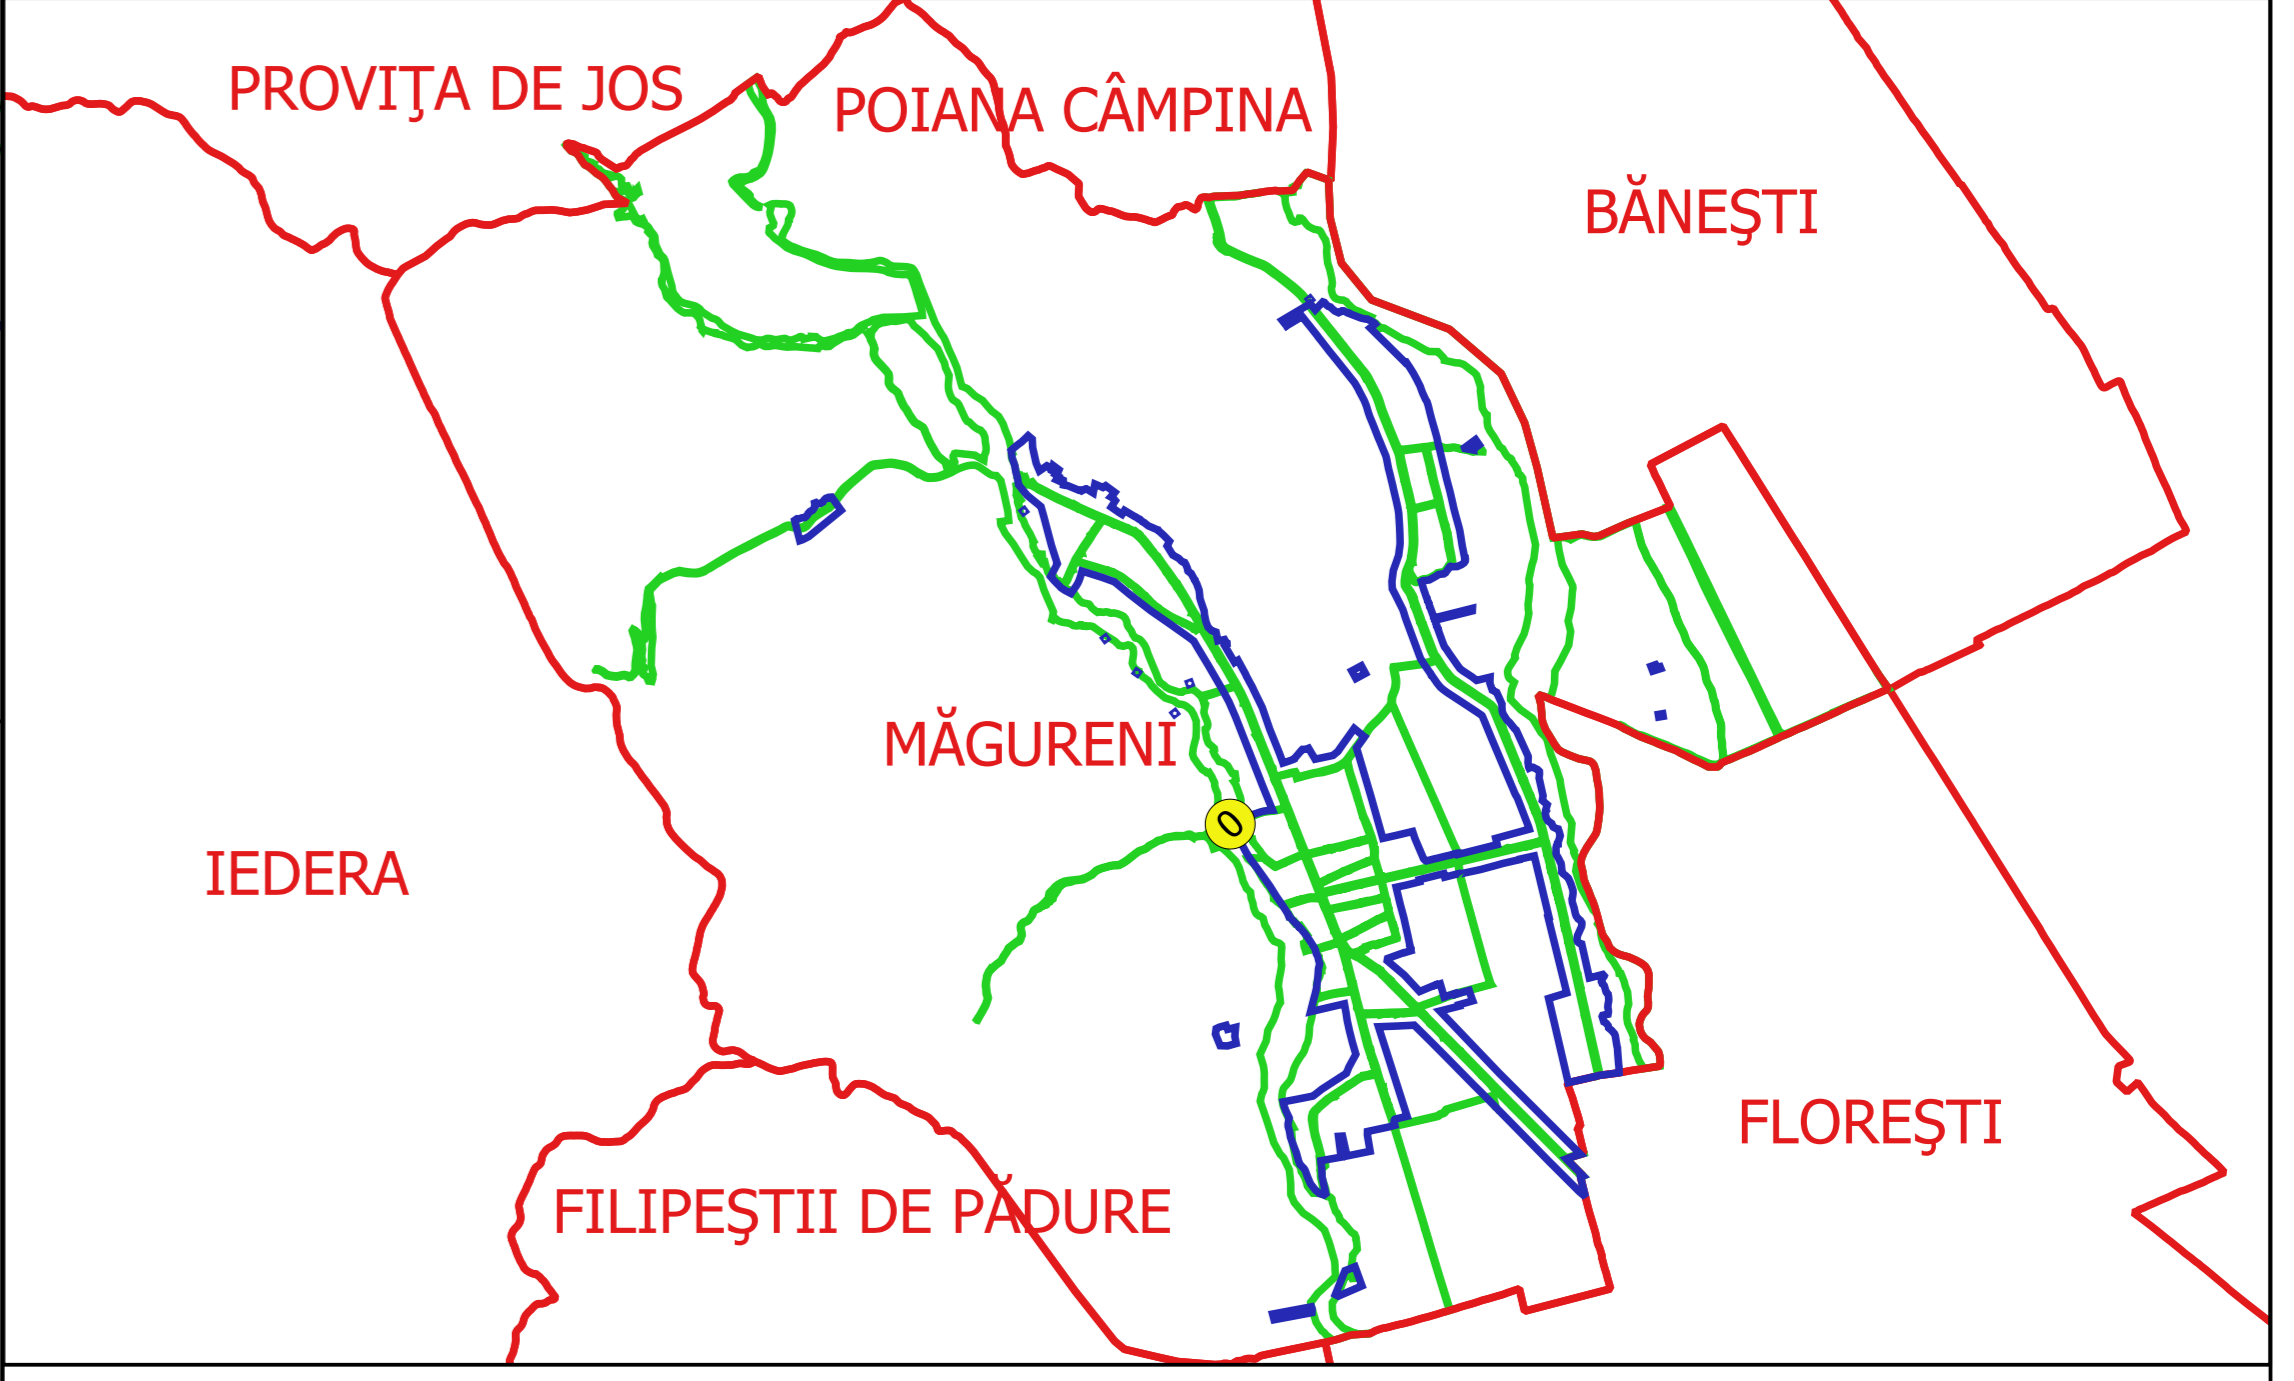 PROVIŢA DE JOS
POIANA CÂMPINA
BĂNEŞTI
MĂGURENI
0
IEDERA
FLOREŞTI
FILIPEŞTII DE PĂDURE